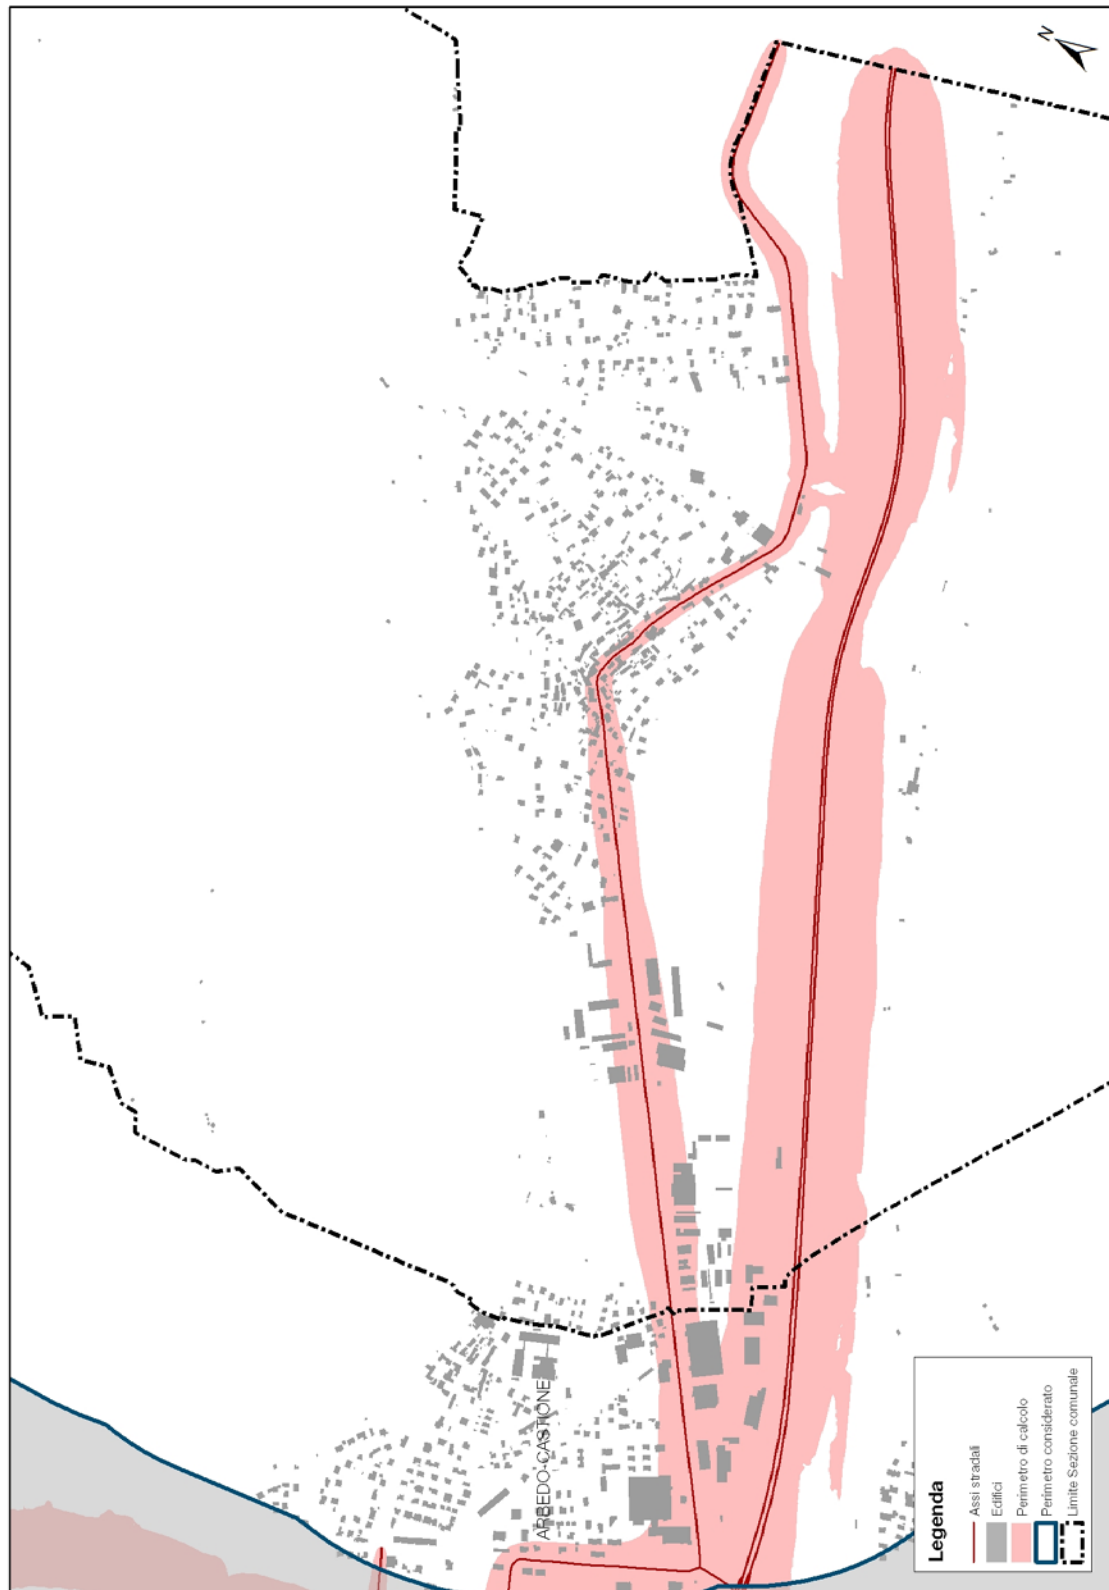 N
ARBEDO-CASTIONE
Legenda
Assi stradali
Edifici
Perimetro di calcolo
Perimetro considerato
Limite Sezione comunale